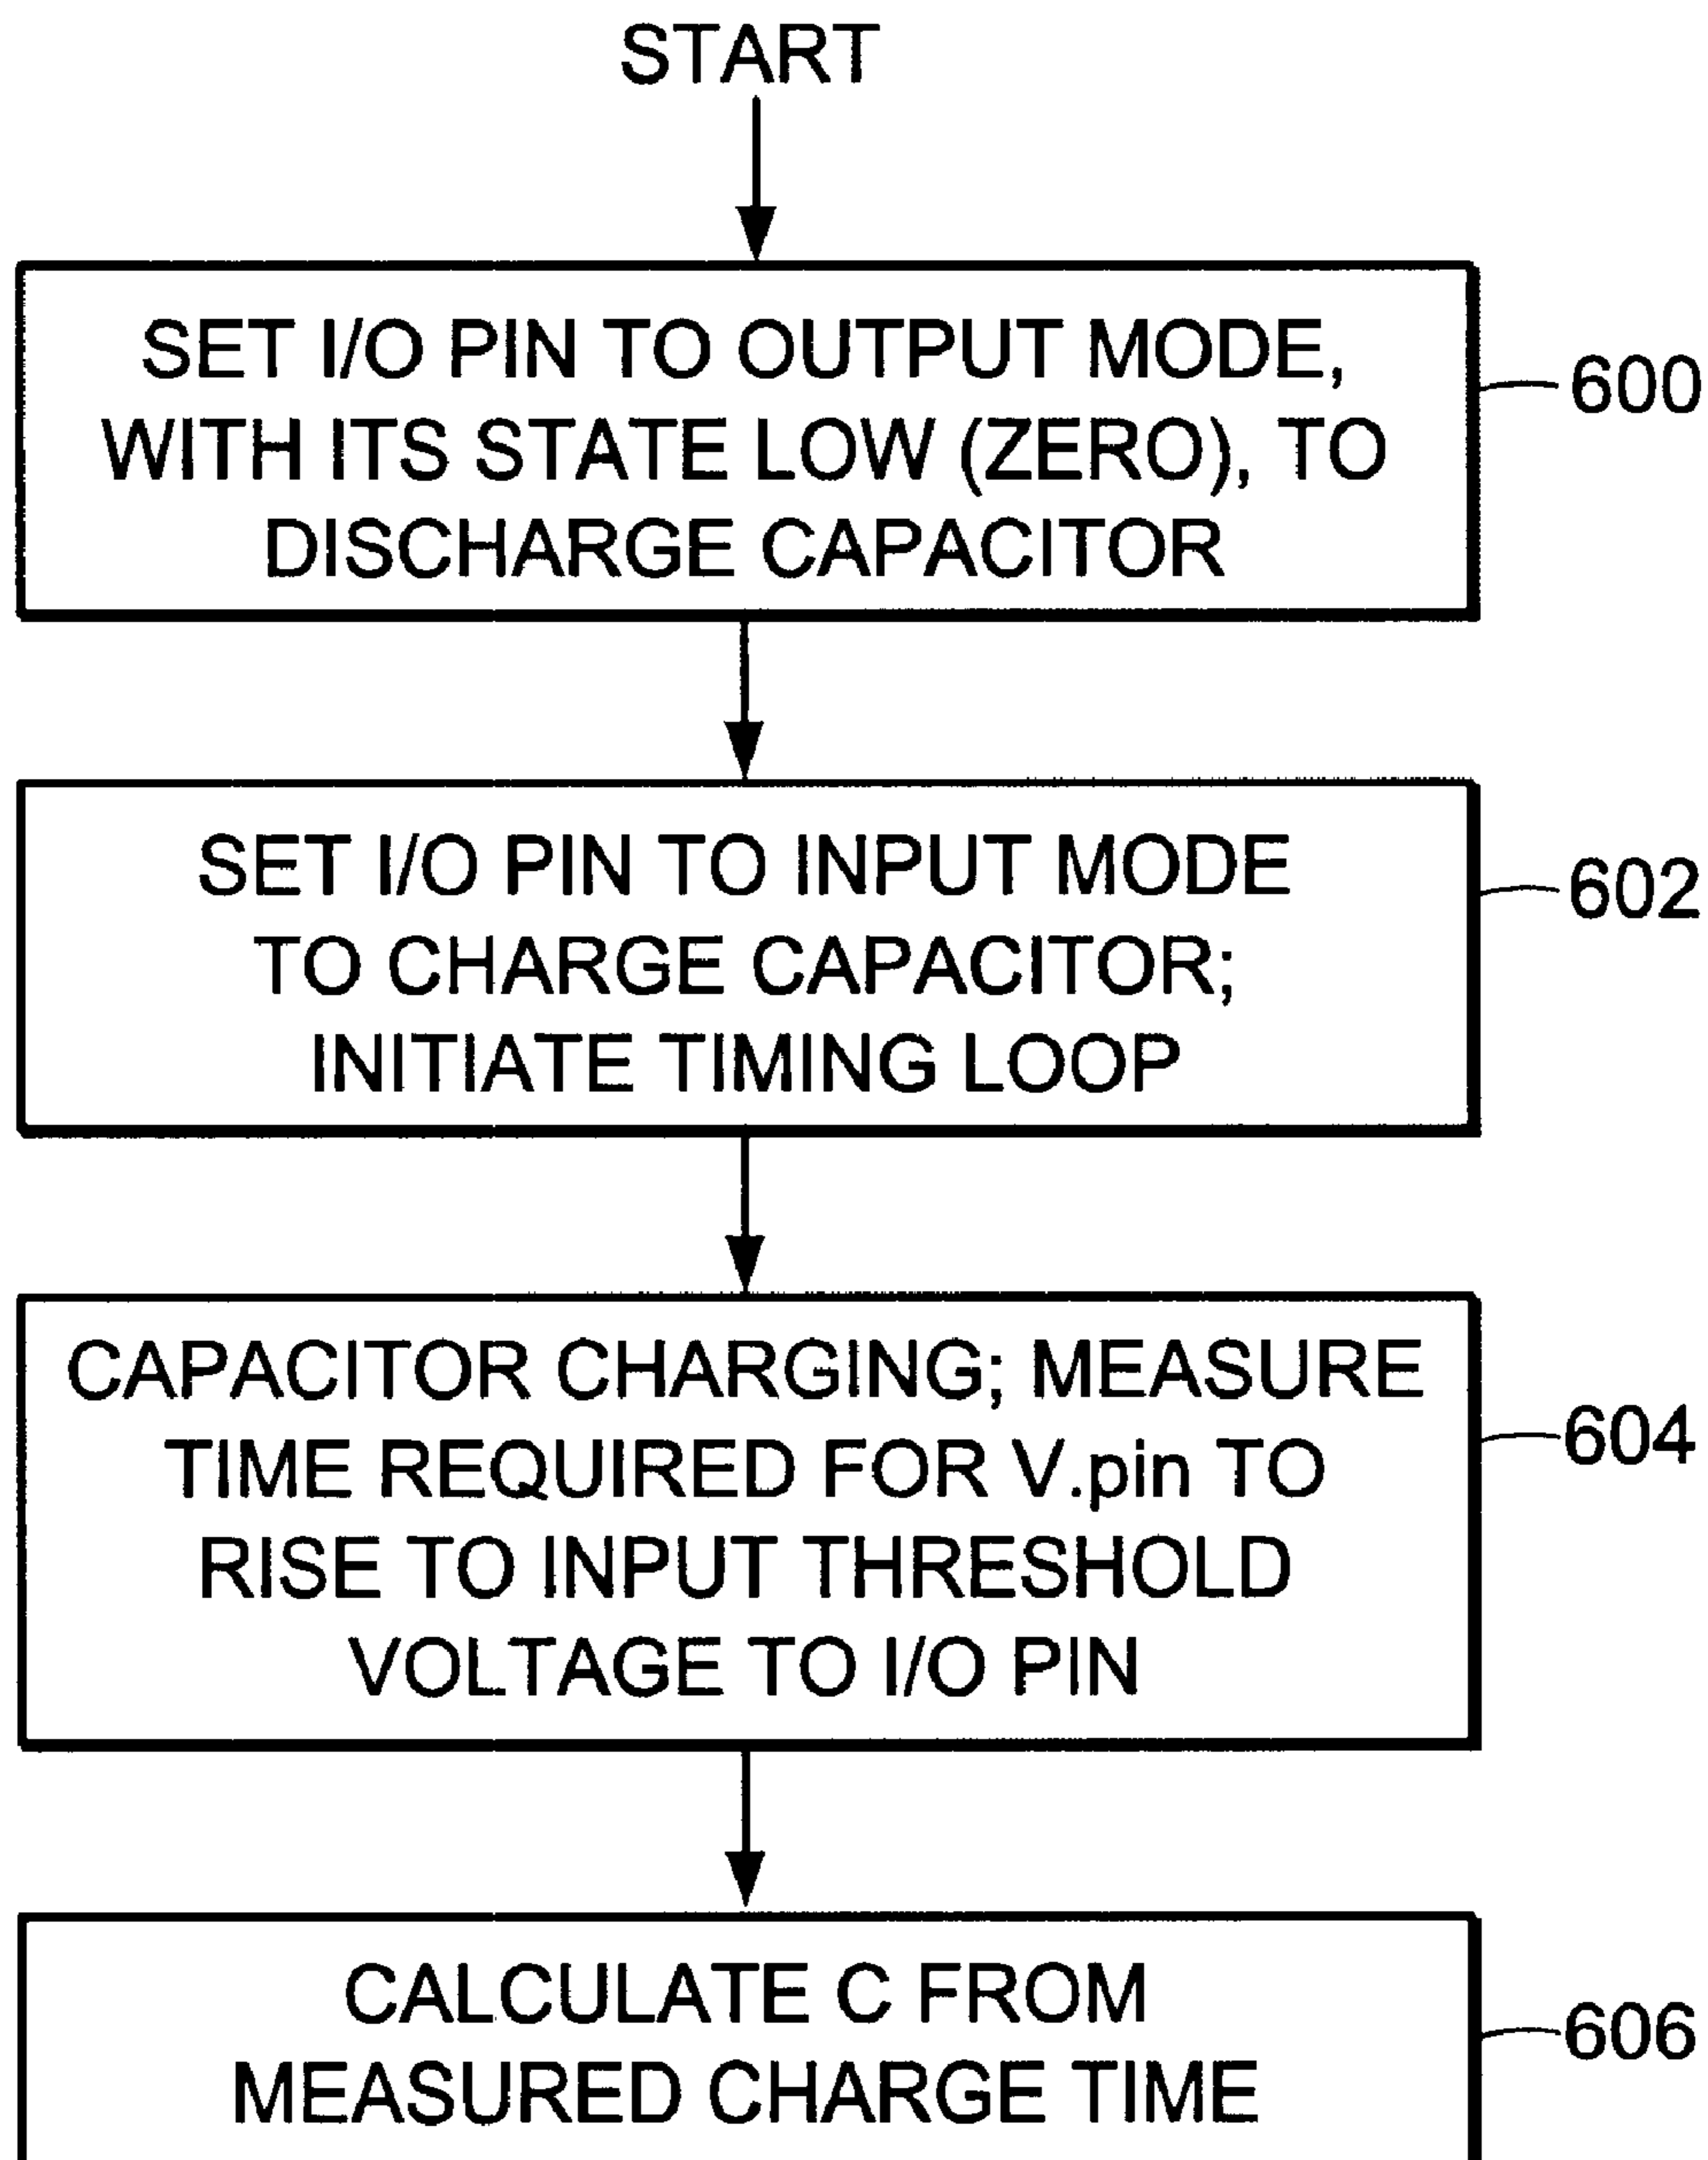 START
SET I/O PIN TO OUTPUT MODE,
WITH ITS STATE LOW (ZERO), TO
DISCHARGE CAPACITOR
600
SET I/O PIN TO INPUT MODE
TO CHARGE CAPACITOR;
INITIATE TIMING LOOP
602
CAPACITOR CHARGING; MEASURE
TIME REQUIRED FOR V.pin TO
RISE TO INPUT THRESHOLD
VOLTAGE TO I/O PIN
604
CALCULATE C FROM
MEASURED CHARGE TIME
606